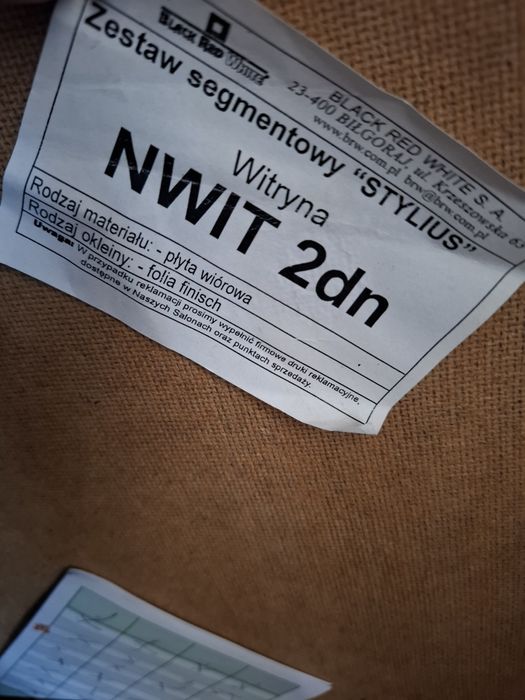 BLACK RED WHITE
BLACK RED WHITE S. A.
23-400 BIŁGORAJ, ul. Krzeszowska 63
www.brw.com.pl brw@brw.com.pl
Zestaw segmentowy "STYLIUS"
Witryna
NWIT 2dn
Rodzaj materiału: - płyta wiórowa
Rodzaj okleiny: - folia finisch
Uwaga: W przypadku reklamacji prosimy wypełnić firmowe druki reklamacyjne,
dostępne w Naszych Salonach oraz punktach sprzedaży.